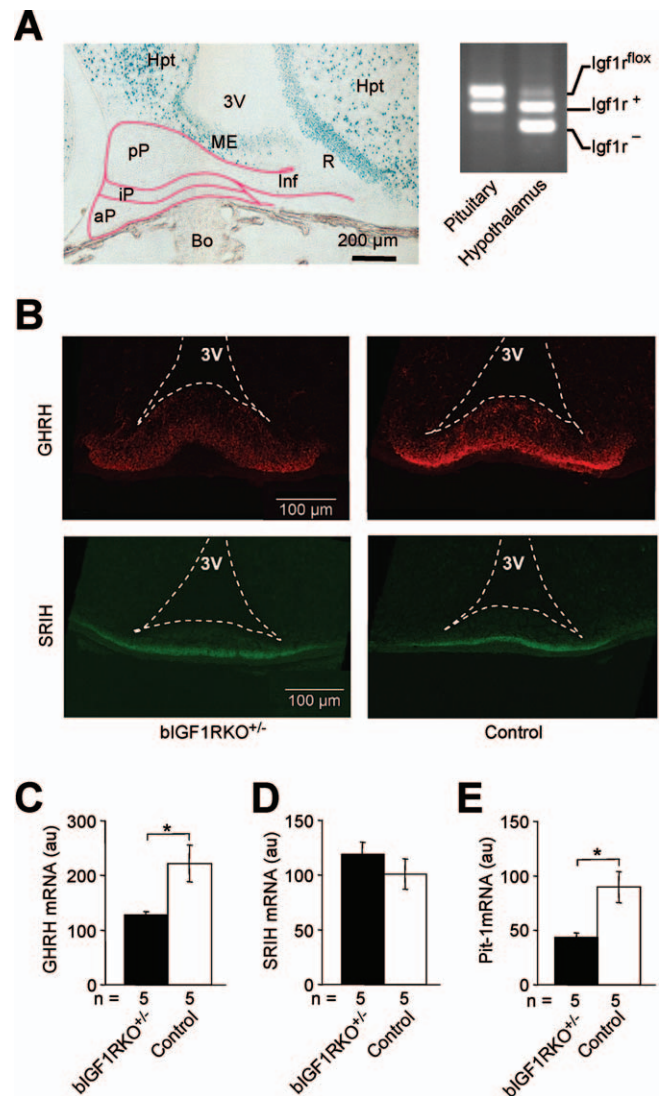 A
Hpt
3V
Hpt
ME
R
pP
Inf
iP
aP
Bo
200 µm
Igf1r^flox
Igf1r^+
Igf1r^−
Pituitary
Hypothalamus
B
3V
3V
GHRH
100 µm
3V
3V
SRIH
100 µm
bIGF1RKO^+/-
Control
C
GHRH mRNA (au)
300
200
100
0
*
n = 5 5
bIGF1RKO^+/-
Control
D
SRIH mRNA (au)
150
100
50
0
n = 5 5
bIGF1RKO^+/-
Control
E
Pit-1mRNA (au)
150
100
50
0
*
n = 5 5
bIGF1RKO^+/-
Control